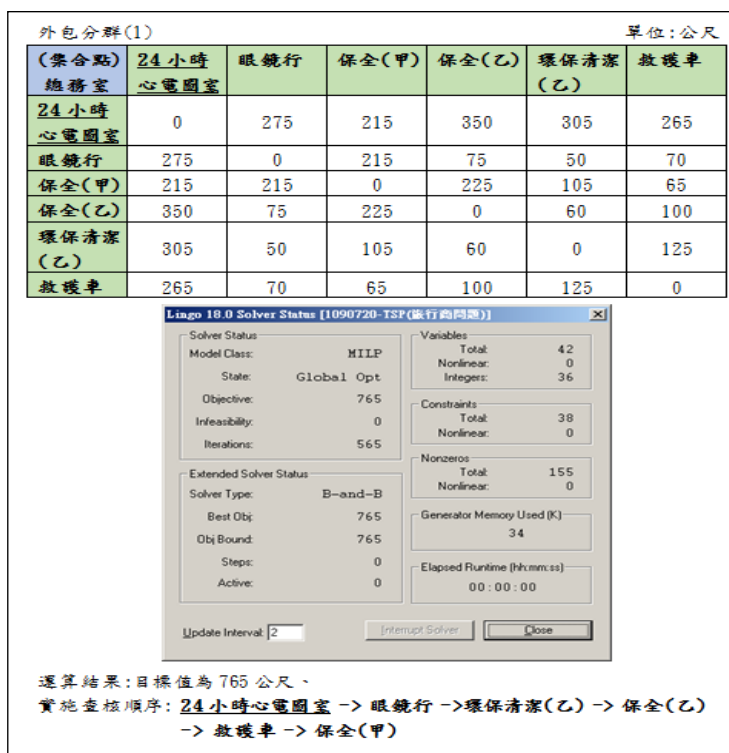 外包分群(1) 單位:公尺
(集合點) 24小時 眼鏡行 保全(甲) 保全(乙) 環保清潔 救護車
總務室 心電圖室 (乙)
24小時
心電圖室 0 275 215 350 305 265
眼鏡行 275 0 215 75 50 70
保全(甲) 215 215 0 225 105 65
保全(乙) 350 75 225 0 60 100
環保清潔
(乙) 305 50 105 60 0 125
救護車 265 70 65 100 125 0
Lingo 18.0 Solver Status [1090720-TSP(旅行商問題)]
Solver Status
Model Class: MILP
State: Global Opt
Objective: 765
Infeasibility: 0
Iterations: 565
Extended Solver Status
Solver Type: B-and-B
Best Obj: 765
Obj Bound: 765
Steps: 0
Active: 0
Variables
Total: 42
Nonlinear: 0
Integers: 36
Constraints
Total: 38
Nonlinear: 0
Nonzeros
Total: 155
Nonlinear: 0
Generator Memory Used (K)
34
Elapsed Runtime (hh:mm:ss)
00:00:00
Update Interval: 2 Interrupt Solver Close
運算結果:目標值為 765 公尺、
實施查核順序: 24小時心電圖室 -> 眼鏡行 ->環保清潔(乙) -> 保全(乙)
-> 救護車 -> 保全(甲)